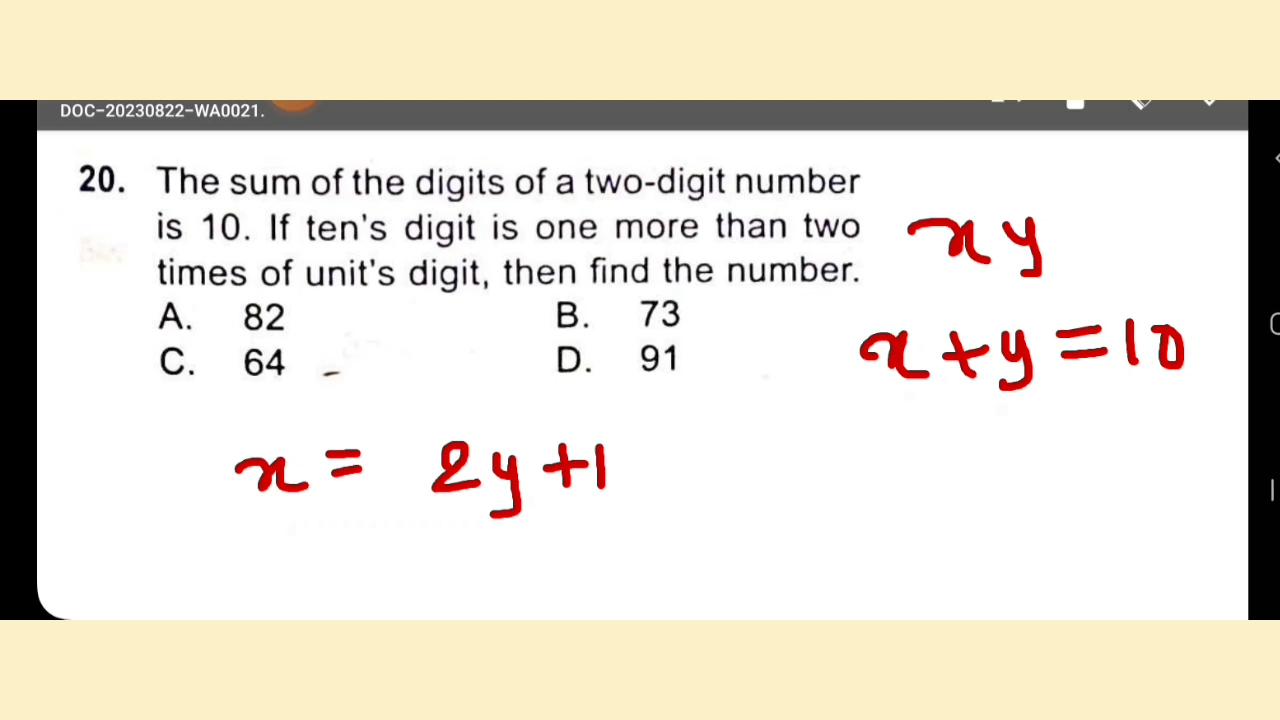 DOC-20230822-WA0021.
20. The sum of the digits of a two-digit number
is 10. If ten's digit is one more than two
times of unit's digit, then find the number.
A. 82 B. 73
C. 64 D. 91
x y
x + y = 10
x = 2y + 1